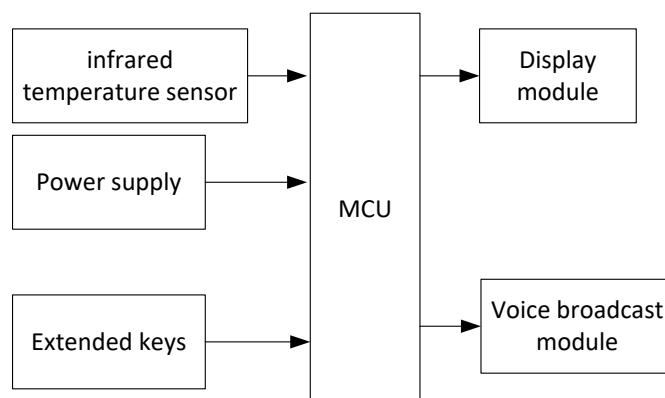 infrared
temperature sensor
Power supply
Extended keys
MCU
Display
module
Voice broadcast
module